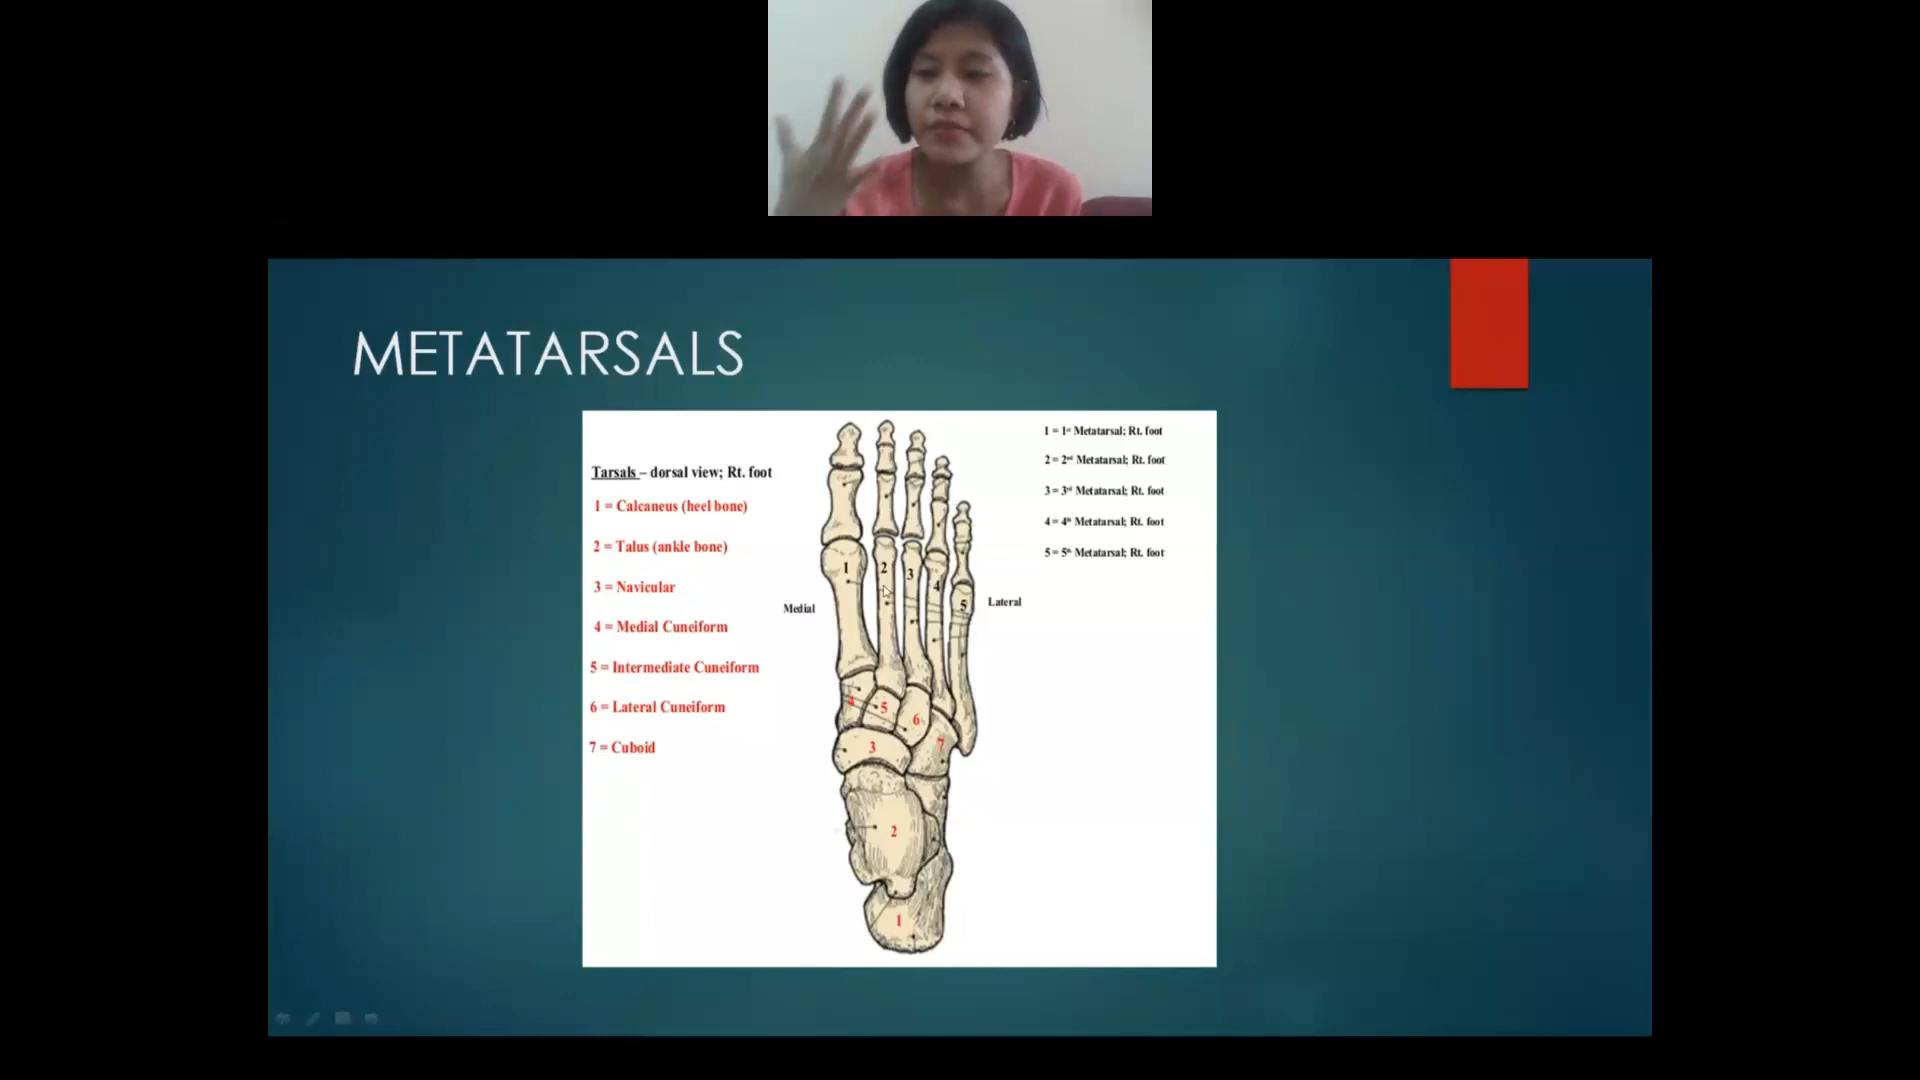 METATARSALS
Tarsals – dorsal view; Rt. foot
1 = Calcaneus (heel bone)
2 = Talus (ankle bone)
3 = Navicular
4 = Medial Cuneiform
5 = Intermediate Cuneiform
6 = Lateral Cuneiform
7 = Cuboid
1 = 1st Metatarsal; Rt. foot
2 = 2nd Metatarsal; Rt. foot
3 = 3rd Metatarsal; Rt. foot
4 = 4th Metatarsal; Rt. foot
5 = 5th Metatarsal; Rt. foot
Medial
Lateral
1
2
3
4
5
4
5
6
3
7
2
1